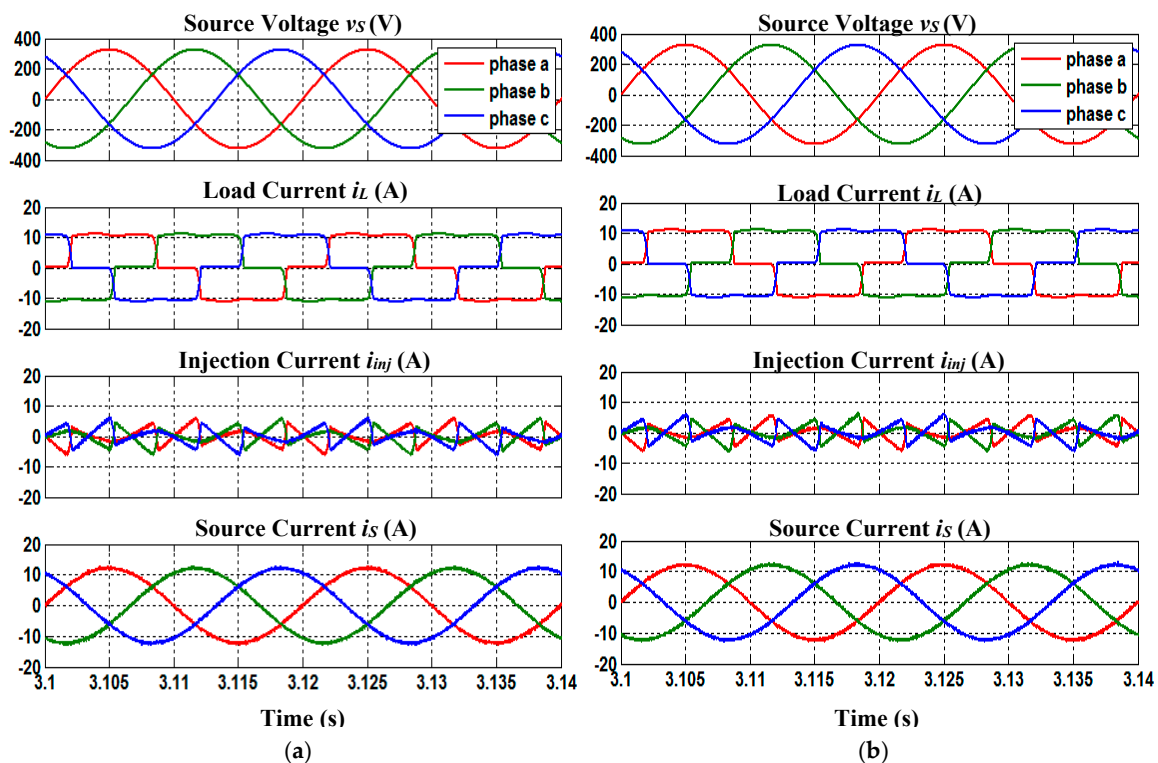 Source Voltage vS (V)
400
200
0
-200
-400
phase a
phase b
phase c
Load Current iL (A)
20
10
0
-10
-20
Injection Current iinj (A)
20
10
0
-10
-20
Source Current iS (A)
20
10
0
-10
-20
3.1 3.105 3.11 3.115 3.12 3.125 3.13 3.135 3.14
Time (s)
(a)
Source Voltage vS (V)
400
200
0
-200
-400
phase a
phase b
phase c
Load Current iL (A)
20
10
0
-10
-20
Injection Current iinj (A)
20
10
0
-10
-20
Source Current iS (A)
20
10
0
-10
-20
3.1 3.105 3.11 3.115 3.12 3.125 3.13 3.135 3.14
Time (s)
(b)